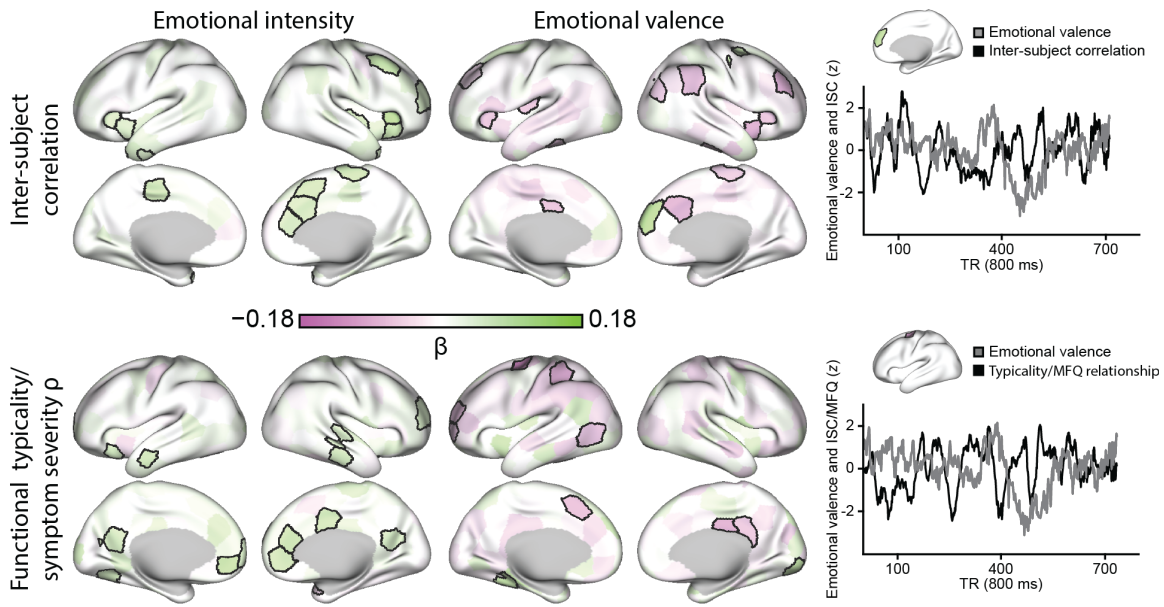 Emotional intensity
Emotional valence
Inter-subject
correlation
Emotional valence
Inter-subject correlation
Emotional valence and ISC (z)
2
0
-2
100
400
700
TR (800 ms)
−0.18
0.18
β
Functional typicality/
symptom severity ρ
Emotional valence
Typicality/MFQ relationship
Emotional valence and ISC/MFQ (z)
2
0
-2
100
400
700
TR (800 ms)